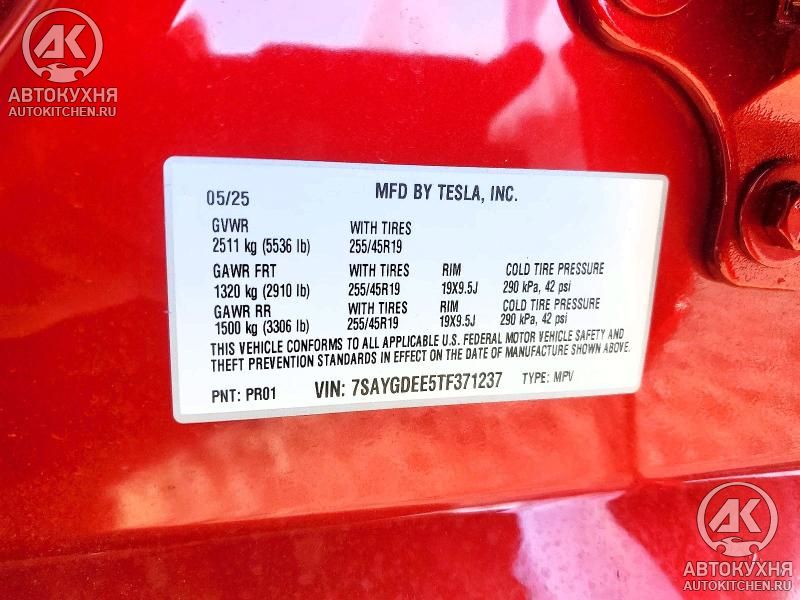 АК
АВТОКУХНЯ
AUTOKITCHEN.RU
05/25 MFD BY TESLA, INC.
GVWR WITH TIRES
2511 kg (5536 lb) 255/45R19
GAWR FRT WITH TIRES RIM COLD TIRE PRESSURE
1320 kg (2910 lb) 255/45R19 19X9.5J 290 kPa, 42 psi
GAWR RR WITH TIRES RIM COLD TIRE PRESSURE
1500 kg (3306 lb) 255/45R19 19X9.5J 290 kPa, 42 psi
THIS VEHICLE CONFORMS TO ALL APPLICABLE U.S. FEDERAL MOTOR VEHICLE SAFETY AND
THEFT PREVENTION STANDARDS IN EFFECT ON THE DATE OF MANUFACTURE SHOWN ABOVE.
PNT: PR01 VIN: 7SAYGDEE5TF371237 TYPE: MPV
АК
АВТОКУХНЯ
AUTOKITCHEN.RU